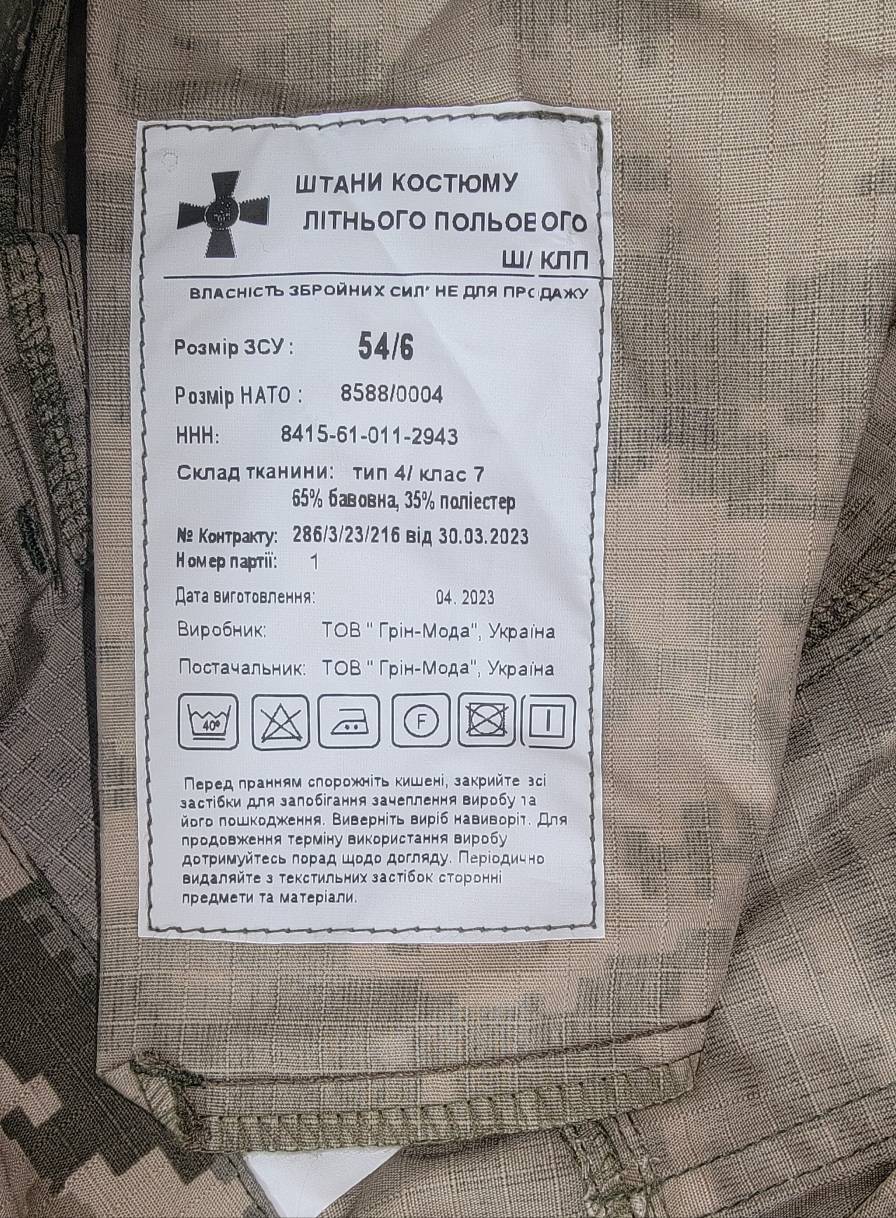 ШТАНИ КОСТЮМУ
ЛІТНЬОГО ПОЛЬОВОГО
Ш/ КЛП
ВЛАСНІСТЬ ЗБРОЙНИХ СИЛ' НЕ ДЛЯ ПРОДАЖУ
Розмір ЗСУ : 54/6
Розмір НАТО : 8588/0004
ННН: 8415-61-011-2943
Склад тканини: тип 4/ клас 7
65% бавовна, 35% поліестер
№ Контракту: 286/3/23/216 від 30.03.2023
Номер партії: 1
Дата виготовлення: 04. 2023
Виробник: ТОВ " Грін-Мода", Україна
Постачальник: ТОВ " Грін-Мода", Україна
40° F
Перед пранням спорожніть кишені, закрийте всі
застібки для запобігання зачеплення виробу та
його пошкодження. Виверніть виріб навиворіт. Для
продовження терміну використання виробу
дотримуйтесь порад щодо догляду. Періодично
видаляйте з текстильних застібок сторонні
предмети та матеріали.